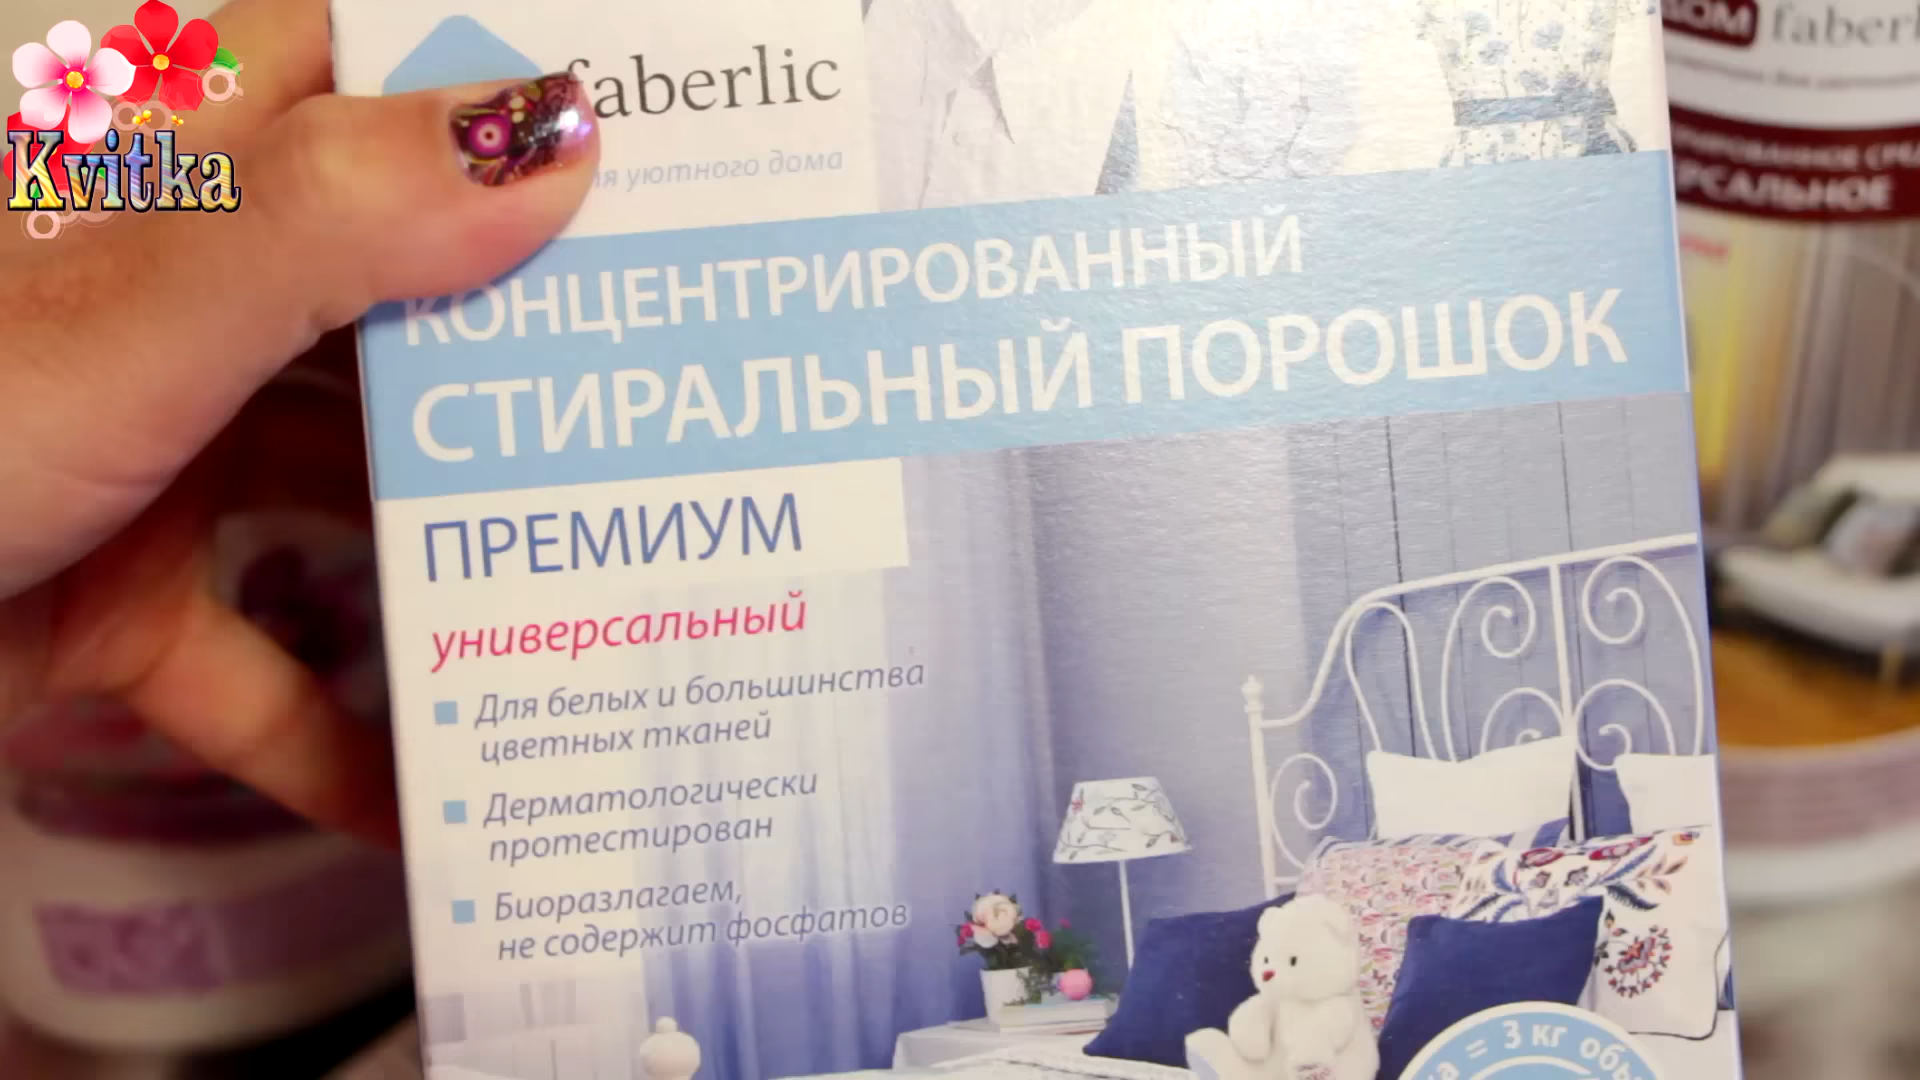 Kvitka
faberlic
уютного дома
КОНЦЕНТРИРОВАННЫЙ
СТИРАЛЬНЫЙ ПОРОШОК
ПРЕМИУМ
универсальный
Для белых и большинства
цветных тканей
Дерматологически
протестирован
Биоразлагаем,
не содержит фосфатов
= 3 кг